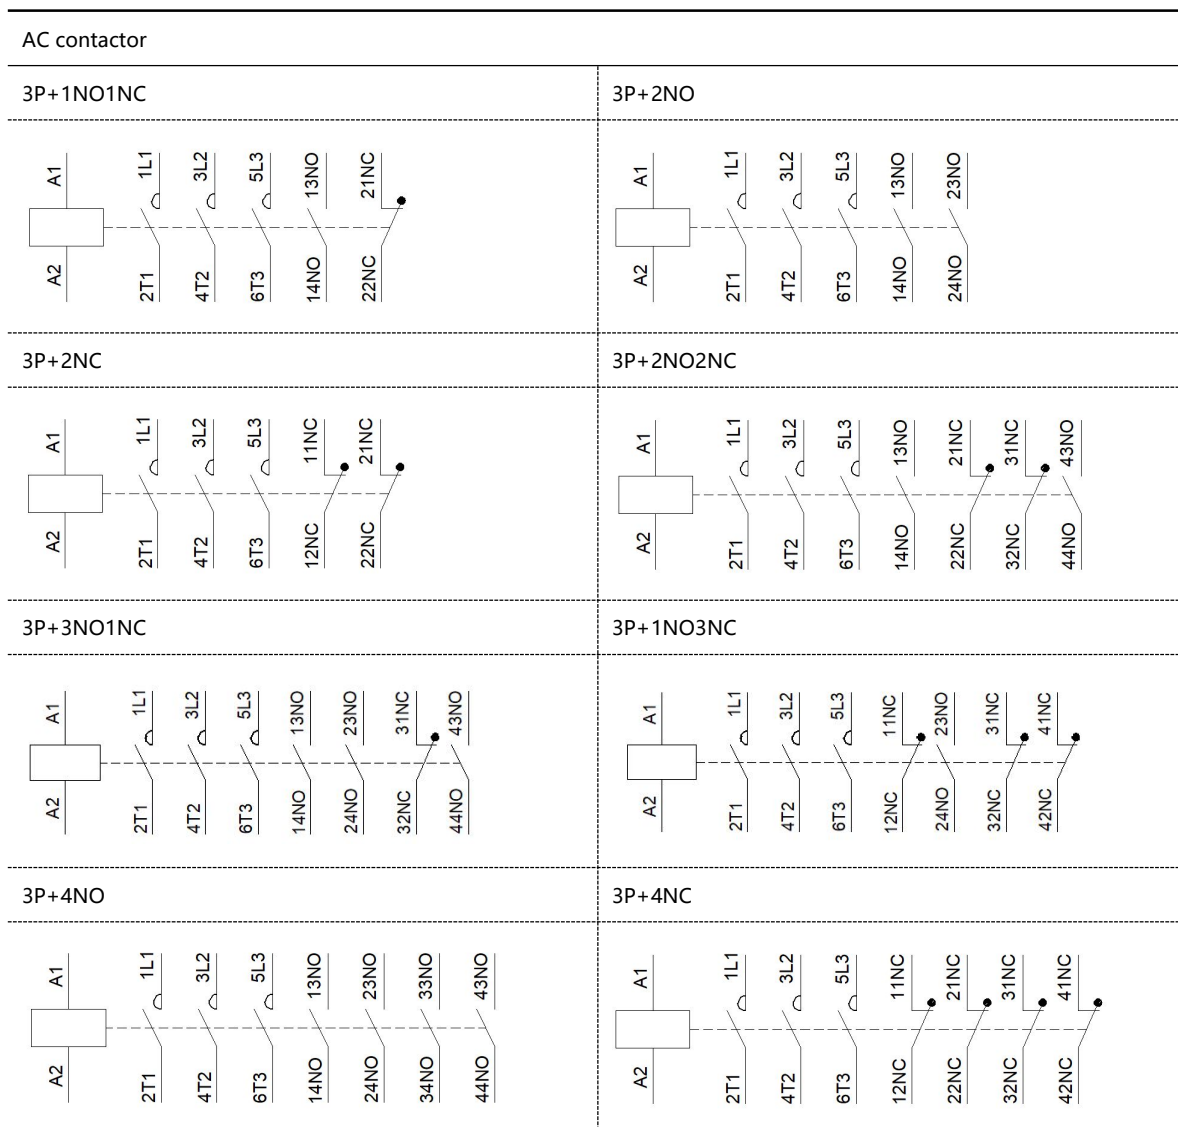 AC contactor
3P+1NO1NC
A1 1L1 3L2 5L3 13NO 21NC
A2 2T1 4T2 6T3 14NO 22NC
3P+2NO
A1 1L1 3L2 5L3 13NO 23NO
A2 2T1 4T2 6T3 14NO 24NO
3P+2NC
A1 1L1 3L2 5L3 11NC 21NC
A2 2T1 4T2 6T3 12NC 22NC
3P+2NO2NC
A1 1L1 3L2 5L3 13NO 21NC 31NC 43NO
A2 2T1 4T2 6T3 14NO 22NC 32NC 44NO
3P+3NO1NC
A1 1L1 3L2 5L3 13NO 23NO 31NC 43NO
A2 2T1 4T2 6T3 14NO 24NO 32NC 44NO
3P+1NO3NC
A1 1L1 3L2 5L3 11NC 23NO 31NC 41NC
A2 2T1 4T2 6T3 12NC 24NO 32NC 42NC
3P+4NO
A1 1L1 3L2 5L3 13NO 23NO 33NO 43NO
A2 2T1 4T2 6T3 14NO 24NO 34NO 44NO
3P+4NC
A1 1L1 3L2 5L3 11NC 21NC 31NC 41NC
A2 2T1 4T2 6T3 12NC 22NC 32NC 42NC